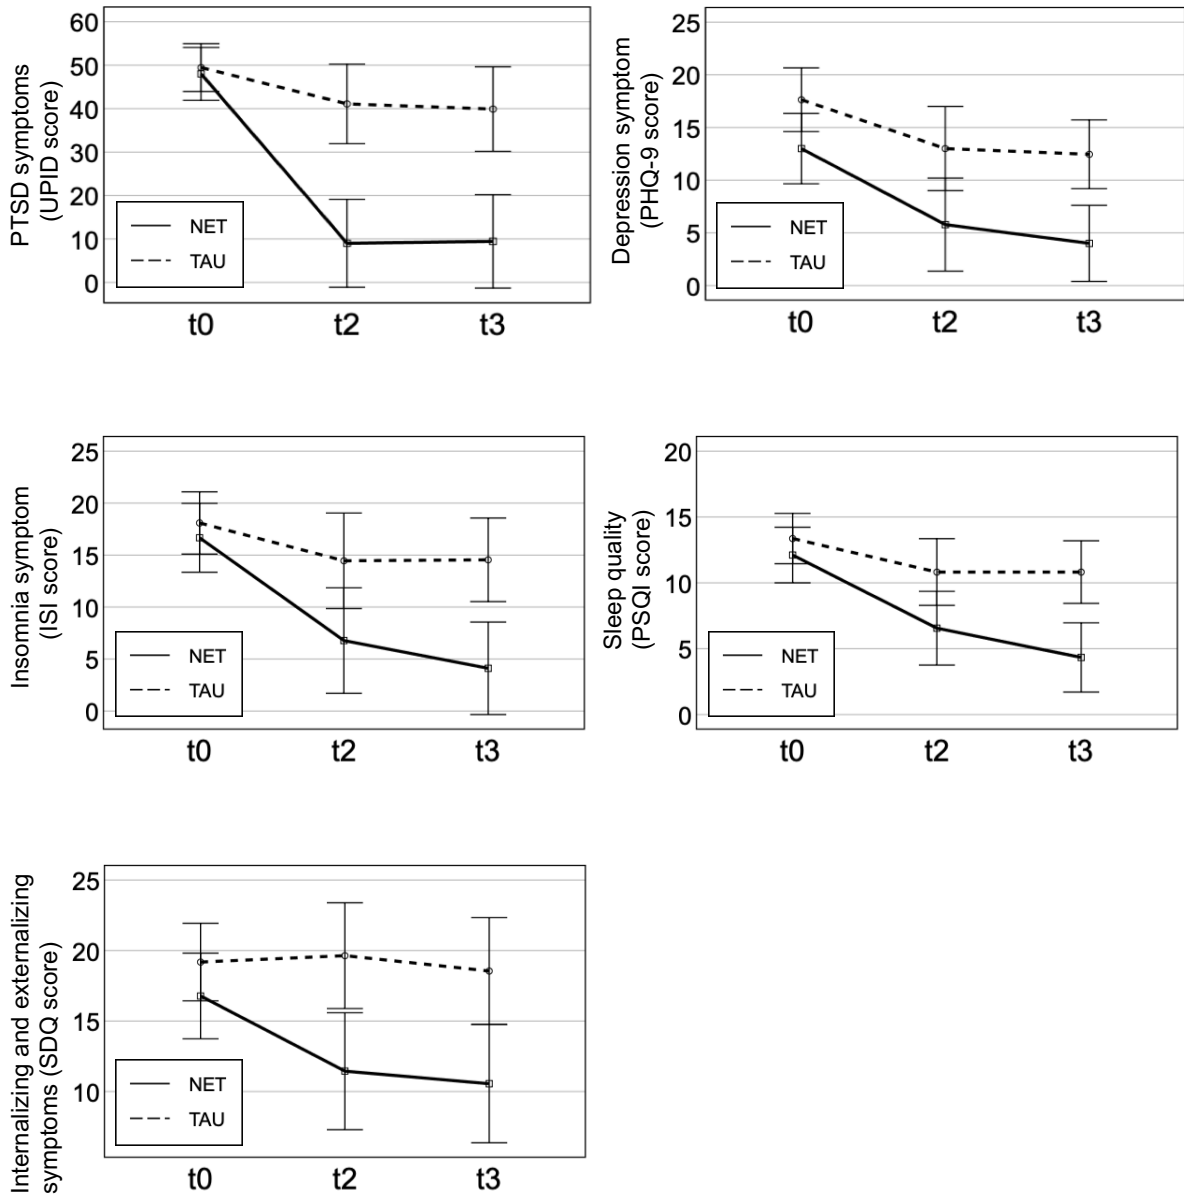 PTSD symptoms
(UPID score)
60
50
40
30
20
10
0
NET
TAU
t0
t2
t3
Depression symptom
(PHQ-9 score)
25
20
15
10
5
0
NET
TAU
t0
t2
t3
Insomnia symptom
(ISI score)
25
20
15
10
5
0
NET
TAU
t0
t2
t3
Sleep quality
(PSQI score)
20
15
10
5
0
NET
TAU
t0
t2
t3
Internalizing and externalizing
symptoms (SDQ score)
25
20
15
10
NET
TAU
t0
t2
t3